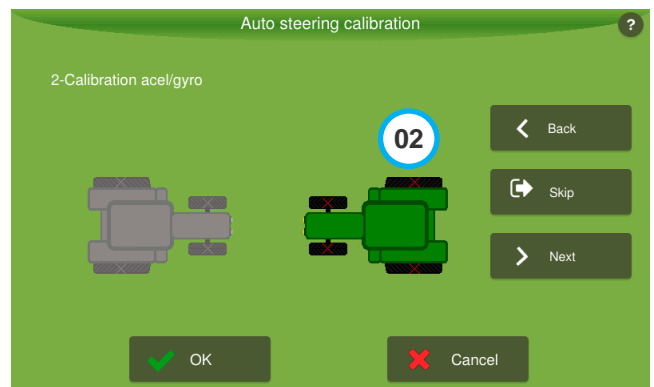 Auto steering calibration
?
2-Calibration acel/gyro
02
Back
Skip
Next
OK
Cancel